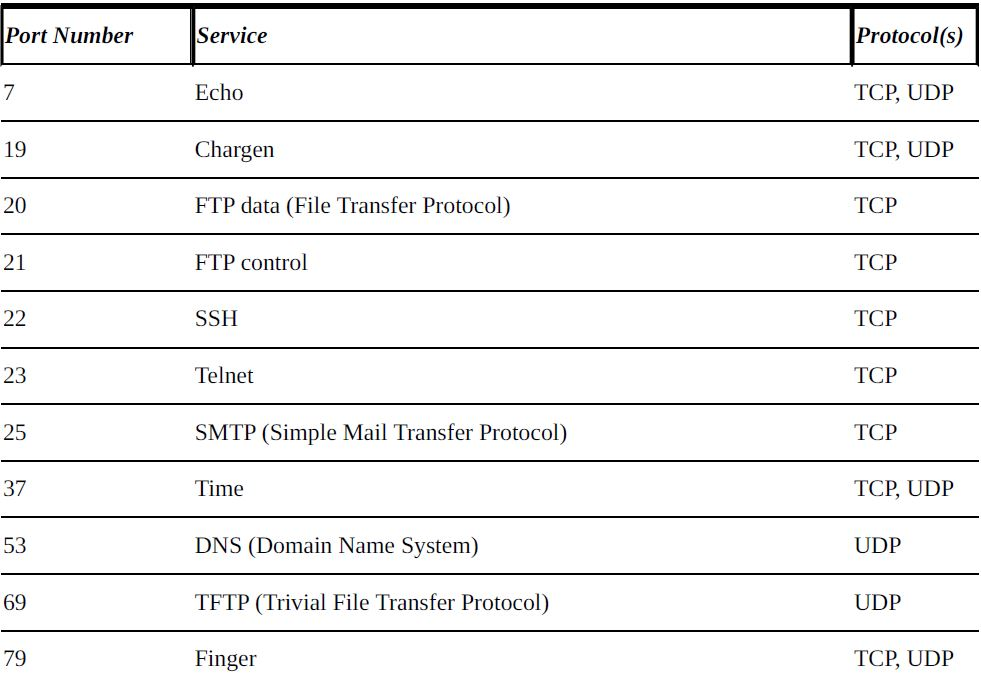 Port Number Service Protocol(s)
7 Echo TCP, UDP
19 Chargen TCP, UDP
20 FTP data (File Transfer Protocol) TCP
21 FTP control TCP
22 SSH TCP
23 Telnet TCP
25 SMTP (Simple Mail Transfer Protocol) TCP
37 Time TCP, UDP
53 DNS (Domain Name System) UDP
69 TFTP (Trivial File Transfer Protocol) UDP
79 Finger TCP, UDP